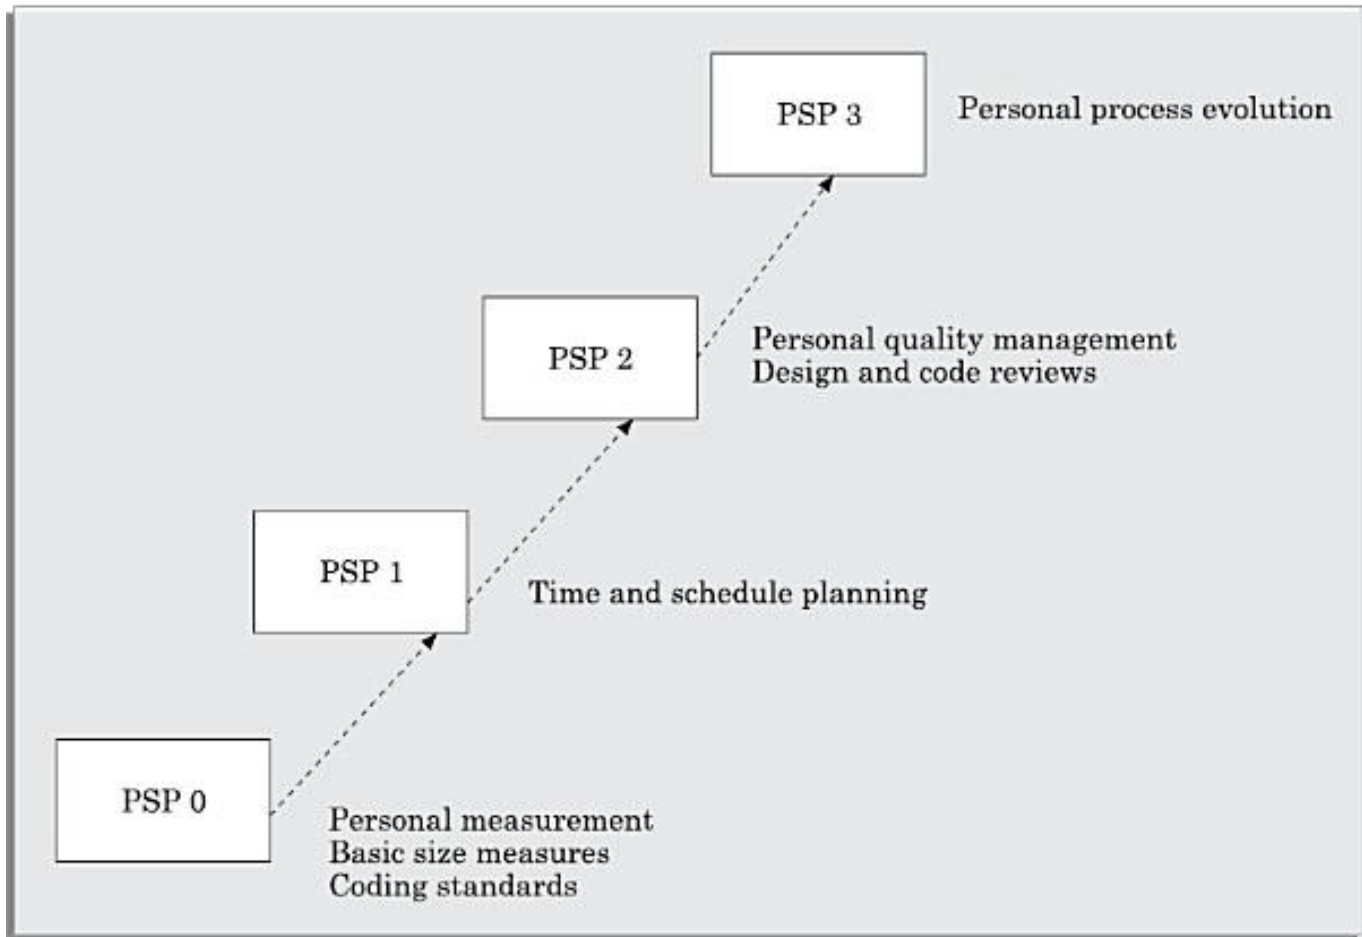 PSP 3
Personal process evolution
PSP 2
Personal quality management
Design and code reviews
PSP 1
Time and schedule planning
PSP 0
Personal measurement
Basic size measures
Coding standards